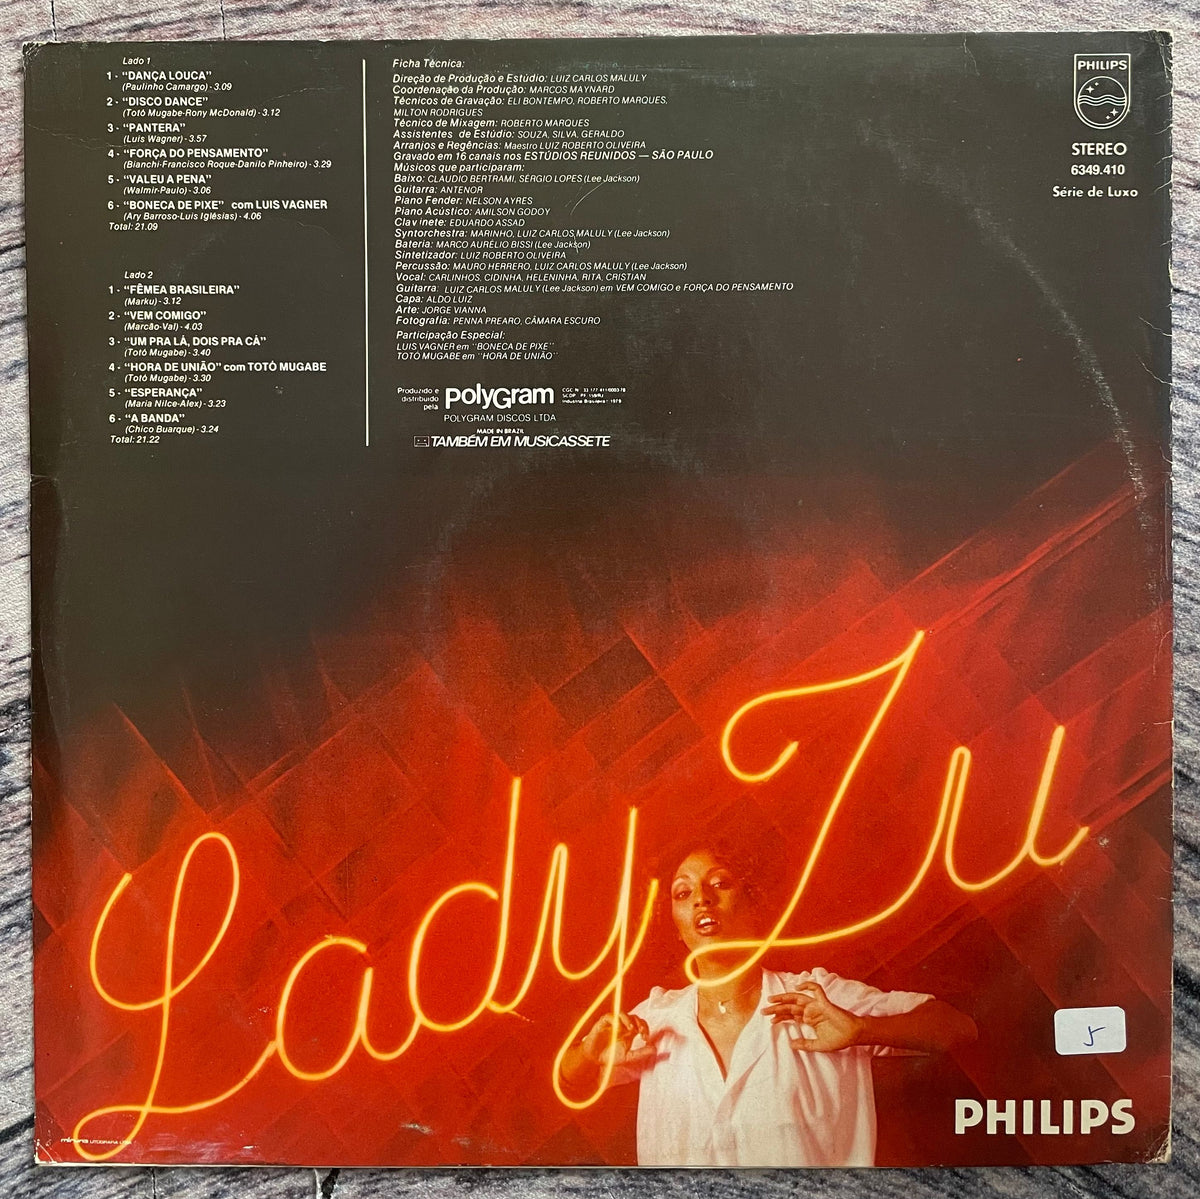 Lado 1
1 - "DANÇA LOUCA"
(Paulinho Camargo) - 3.09
2 - "DISCO DANCE"
(Totó Mugabe-Rony McDonald) - 3.12
3 - "PANTERA"
(Luis Wagner) - 3.57
4 - "FORÇA DO PENSAMENTO"
(Bianchi-Francisco Roque-Danilo Pinheiro) - 3.29
5 - "VALEU A PENA"
(Walmir-Paulo) - 3.06
6 - "BONECA DE PIXE" com LUIS VAGNER
(Ary Barroso-Luis Iglésias) - 4.06
Total: 21.09
Lado 2
1 - "FÊMEA BRASILEIRA"
(Marku) - 3.12
2 - "VEM COMIGO"
(Marcão-Val) - 4.03
3 - "UM PRA LÁ, DOIS PRA CÁ"
(Totó Mugabe) - 3.40
4 - "HORA DE UNIÃO" com TOTÓ MUGABE
(Totó Mugabe) - 3.30
5 - "ESPERANÇA"
(Maria Nilce-Alex) - 3.23
6 - "A BANDA"
(Chico Buarque) - 3.24
Total: 21.22
Ficha Técnica:
Direção de Produção e Estúdio: LUIZ CARLOS MALULY
Coordenação da Produção: MARCOS MAYNARD
Técnicos de Gravação: ELI BONTEMPO, ROBERTO MARQUES,
MILTON RODRIGUES
Técnico de Mixagem: ROBERTO MARQUES
Assistentes de Estúdio: SOUZA, SILVA, GERALDO
Arranjos e Regências: Maestro LUIZ ROBERTO OLIVEIRA
Gravado em 16 canais nos ESTÚDIOS REUNIDOS — SÃO PAULO
Músicos que participaram:
Baixo: CLAUDIO BERTRAMI, SÉRGIO LOPES (Lee Jackson)
Guitarra: ANTENOR
Piano Fender: NELSON AYRES
Piano Acústico: AMILSON GODOY
Clavinete: EDUARDO ASSAD
Syntorchestra: MARINHO, LUIZ CARLOS MALULY (Lee Jackson)
Bateria: MARCO AURÉLIO BISSI (Lee Jackson)
Sintetizador: LUIZ ROBERTO OLIVEIRA
Percussão: MAURO HERRERO, LUIZ CARLOS MALULY (Lee Jackson)
Vocal: CARLINHOS, CIDINHA, HELENINHA, RITA, CRISTIAN
Guitarra: LUIZ CARLOS MALULY (Lee Jackson) em VEM COMIGO e FORÇA DO PENSAMENTO
Capa: ALDO LUIZ
Arte: JORGE VIANNA
Fotografia: PENNA PREARO, CÂMARA ESCURO
Participação Especial:
LUIS VAGNER em "BONECA DE PIXE"
TOTÓ MUGABE em "HORA DE UNIÃO"
Produzido e
distribuído
pela
polyGram
POLYGRAM DISCOS LTDA
Indústria Brasileira 1979
MADE IN BRAZIL
TAMBÉM EM MUSICASSETE
PHILIPS
STEREO
6349.410
Série de Luxo
Lady Zu
5
PHILIPS
LITOGRAFIA LTDA